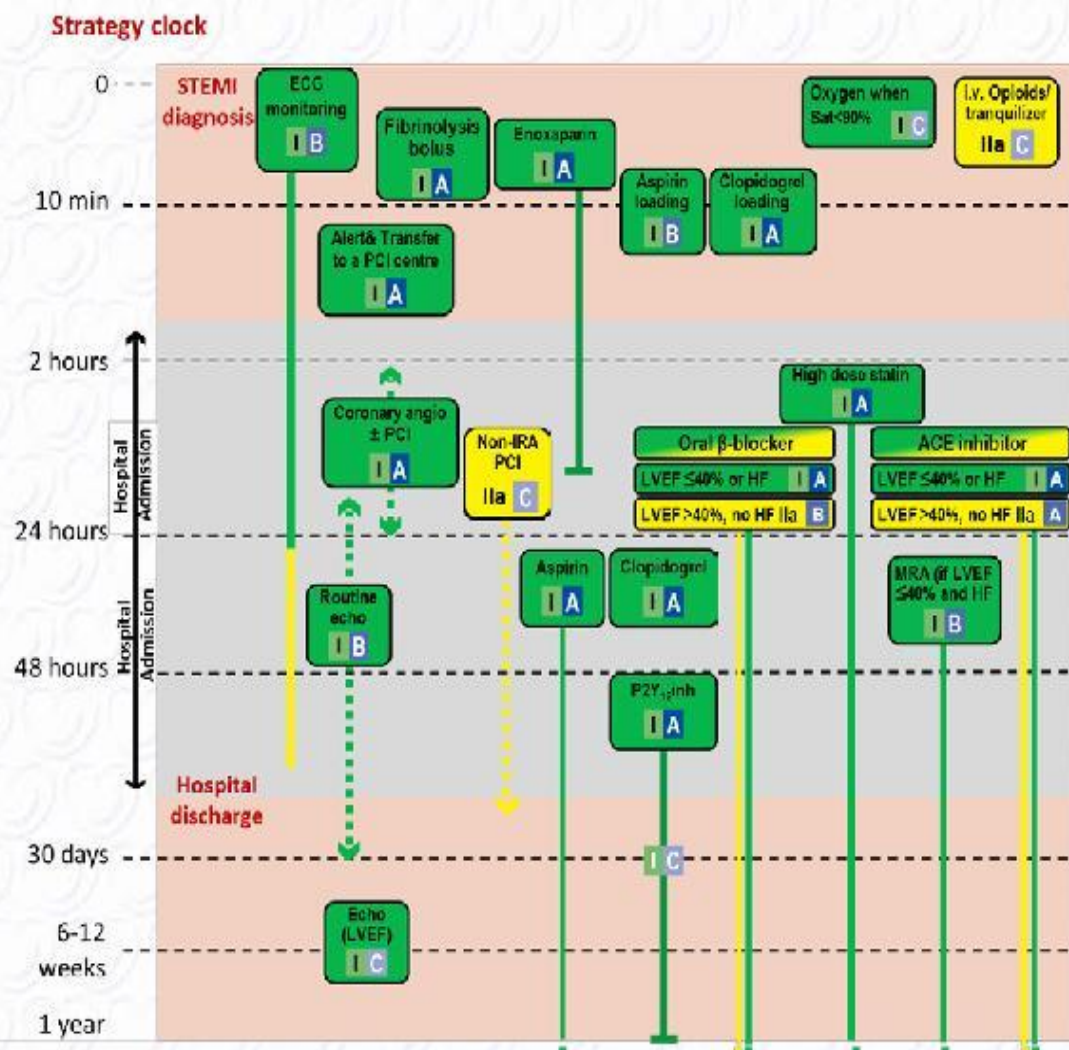 Strategy clock
0
STEMI
diagnosis
ECG
monitoring
I B
Fibrinolysis
bolus
I A
Enoxaparin
I A
Oxygen when
Sat<90% I C
i.v. Opioids/
tranquilizer
IIa C
10 min
Aspirin
loading
I B
Clopidogrel
loading
I A
Alert& Transfer
to a PCI centre
I A
2 hours
High dose statin
I A
Coronary angio
± PCI
I A
Non-IRA
PCI
IIa C
Oral β-blocker
LVEF ≤40% or HF I A
LVEF >40%, no HF IIa B
ACE inhibitor
LVEF ≤40% or HF I A
LVEF >40%, no HF IIa A
Hospital
Admission
24 hours
Aspirin
I A
Clopidogrel
I A
MRA (if LVEF
≤40% and HF
I B
Routine
echo
I B
Hospital
Admission
48 hours
P2Y₁₂inh
I A
Hospital
discharge
30 days
I C
Echo
(LVEF)
I C
6-12
weeks
1 year